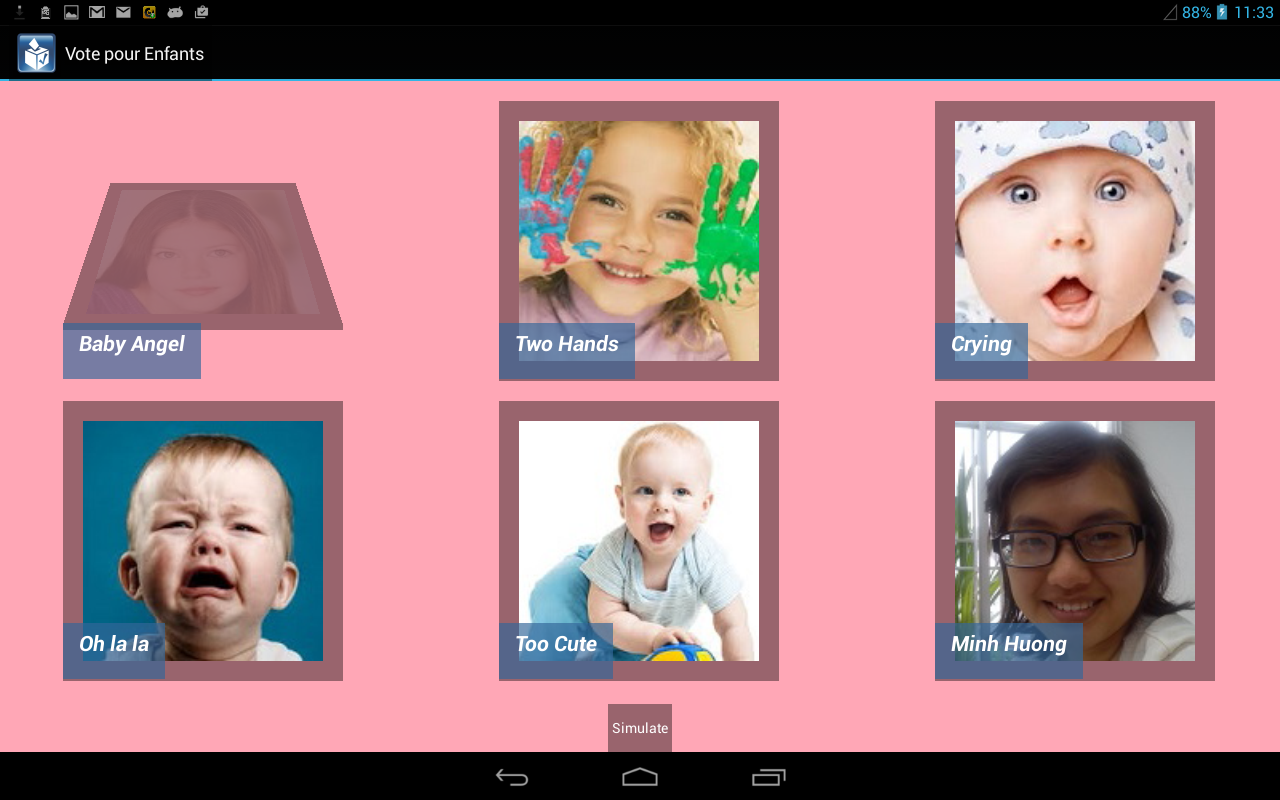 88% 11:33
Vote pour Enfants
Baby Angel
Two Hands
Crying
Oh la la
Too Cute
Minh Huong
Simulate